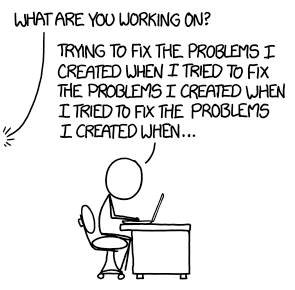 WHAT ARE YOU WORKING ON?
TRYING TO FIX THE PROBLEMS I
CREATED WHEN I TRIED TO FIX
THE PROBLEMS I CREATED WHEN
I TRIED TO FIX THE PROBLEMS
I CREATED WHEN...